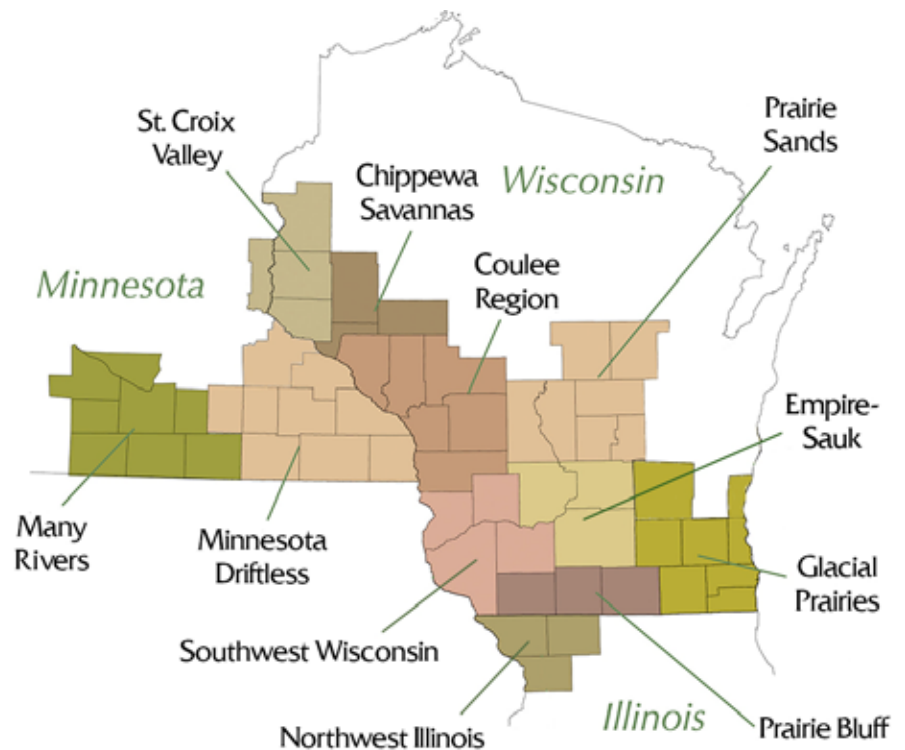 Prairie
Sands
St. Croix
Valley
Chippewa
Savannas
Wisconsin
Coulee
Region
Minnesota
Empire-
Sauk
Many
Rivers
Minnesota
Driftless
Glacial
Prairies
Southwest Wisconsin
Northwest Illinois
Illinois
Prairie Bluff